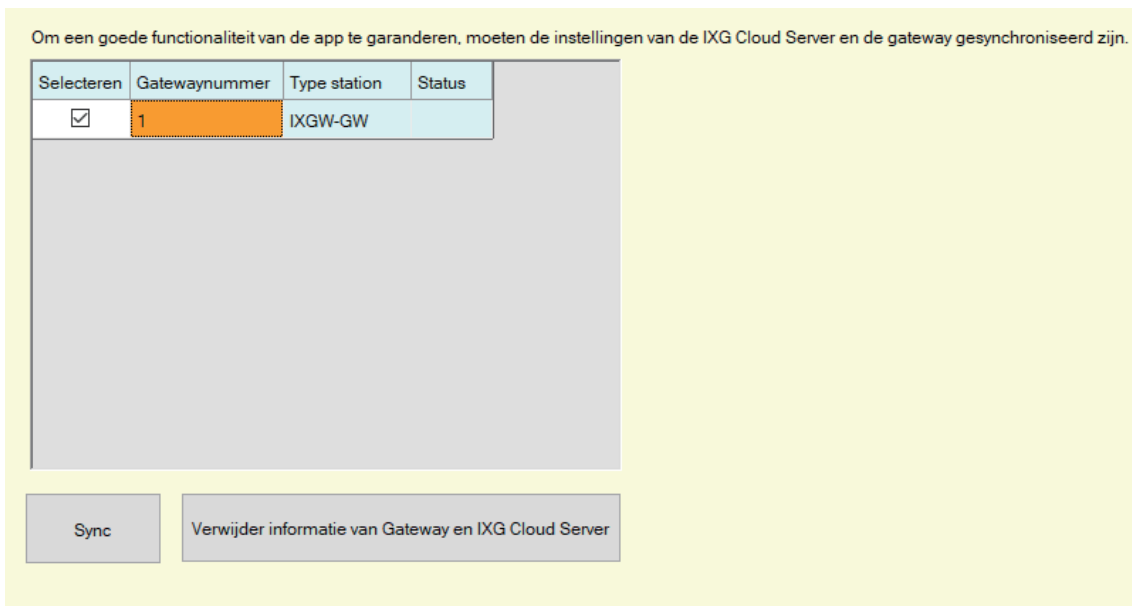 Om een goede functionaliteit van de app te garanderen, moeten de instellingen van de IXG Cloud Server en de gateway gesynchroniseerd zijn.
Selecteren Gatewaynummer Type station Status
1 IXGW-GW
Sync Verwijder informatie van Gateway en IXG Cloud Server